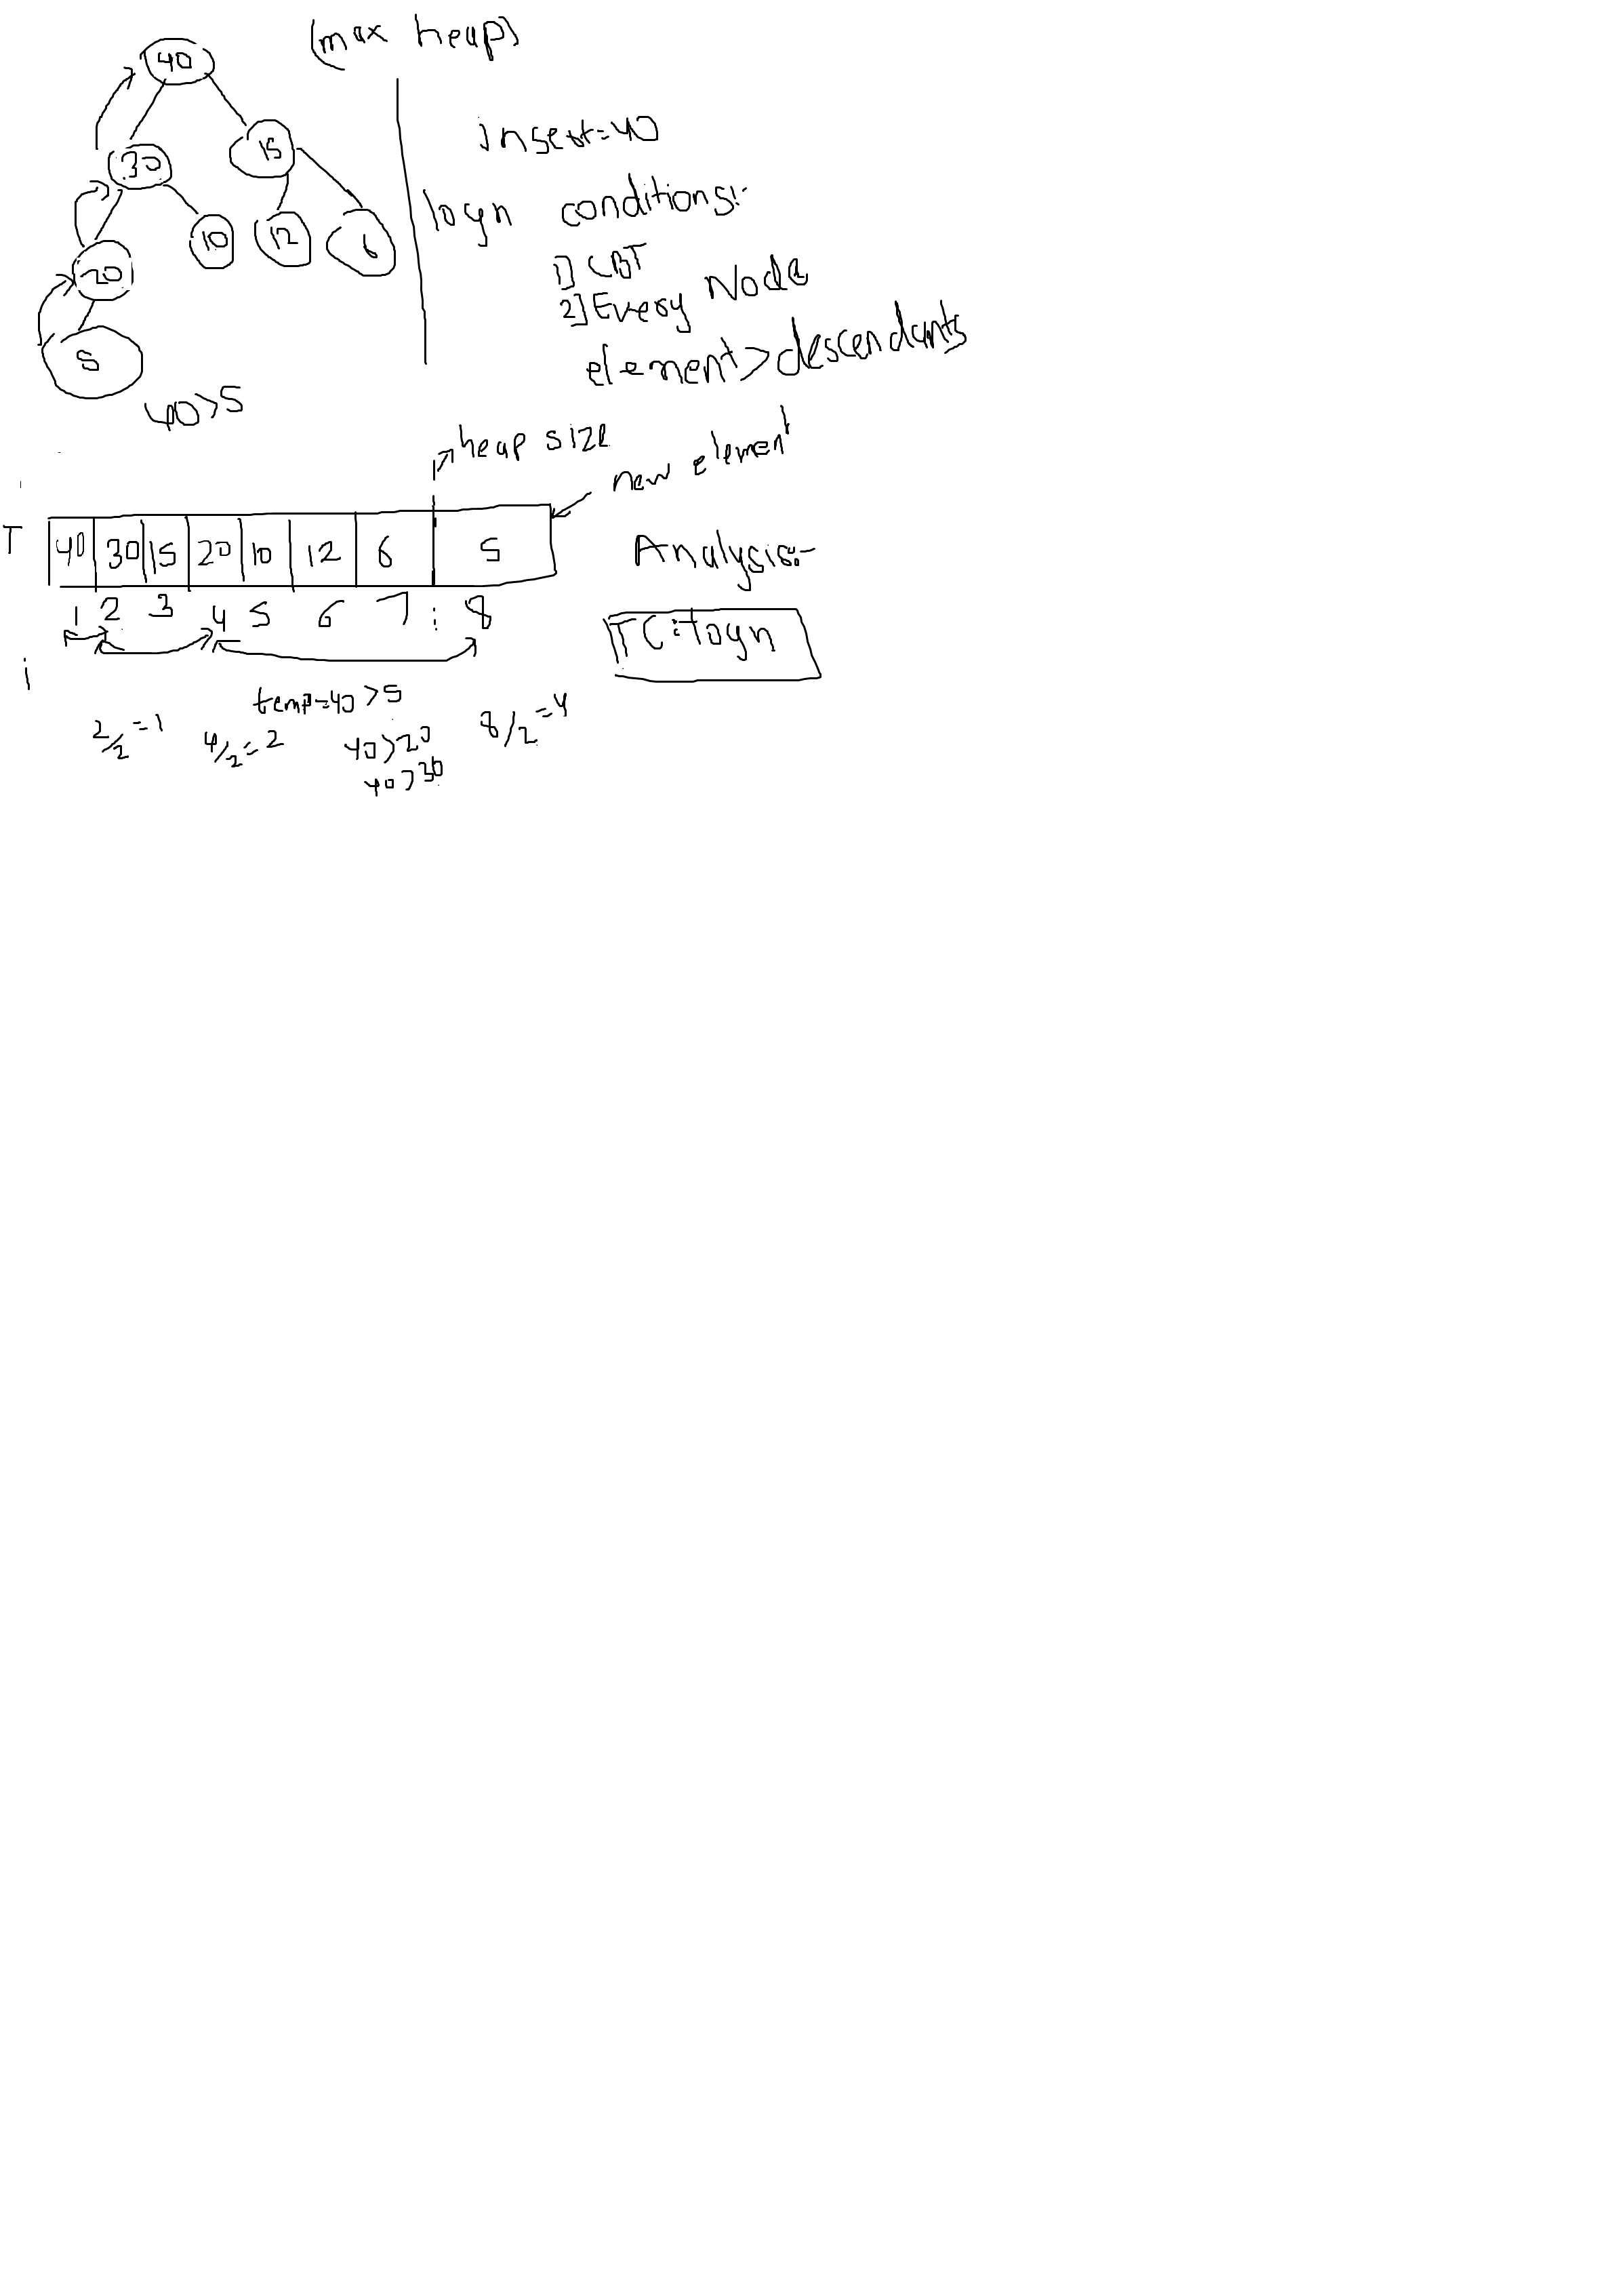 (max heap)
40
30 15
20 10 12 6
5
40>5
insert=40
logn conditions:-
1] CBT
2] Every Node
element>descendants
heap size
new element
T 40 30 15 20 10 12 6 5
1 2 3 4 5 6 7 8
i
temp=40>5
2/2=1 4/2=2 40>20 8/2=4
40>30
Analysis:-
TC:logn